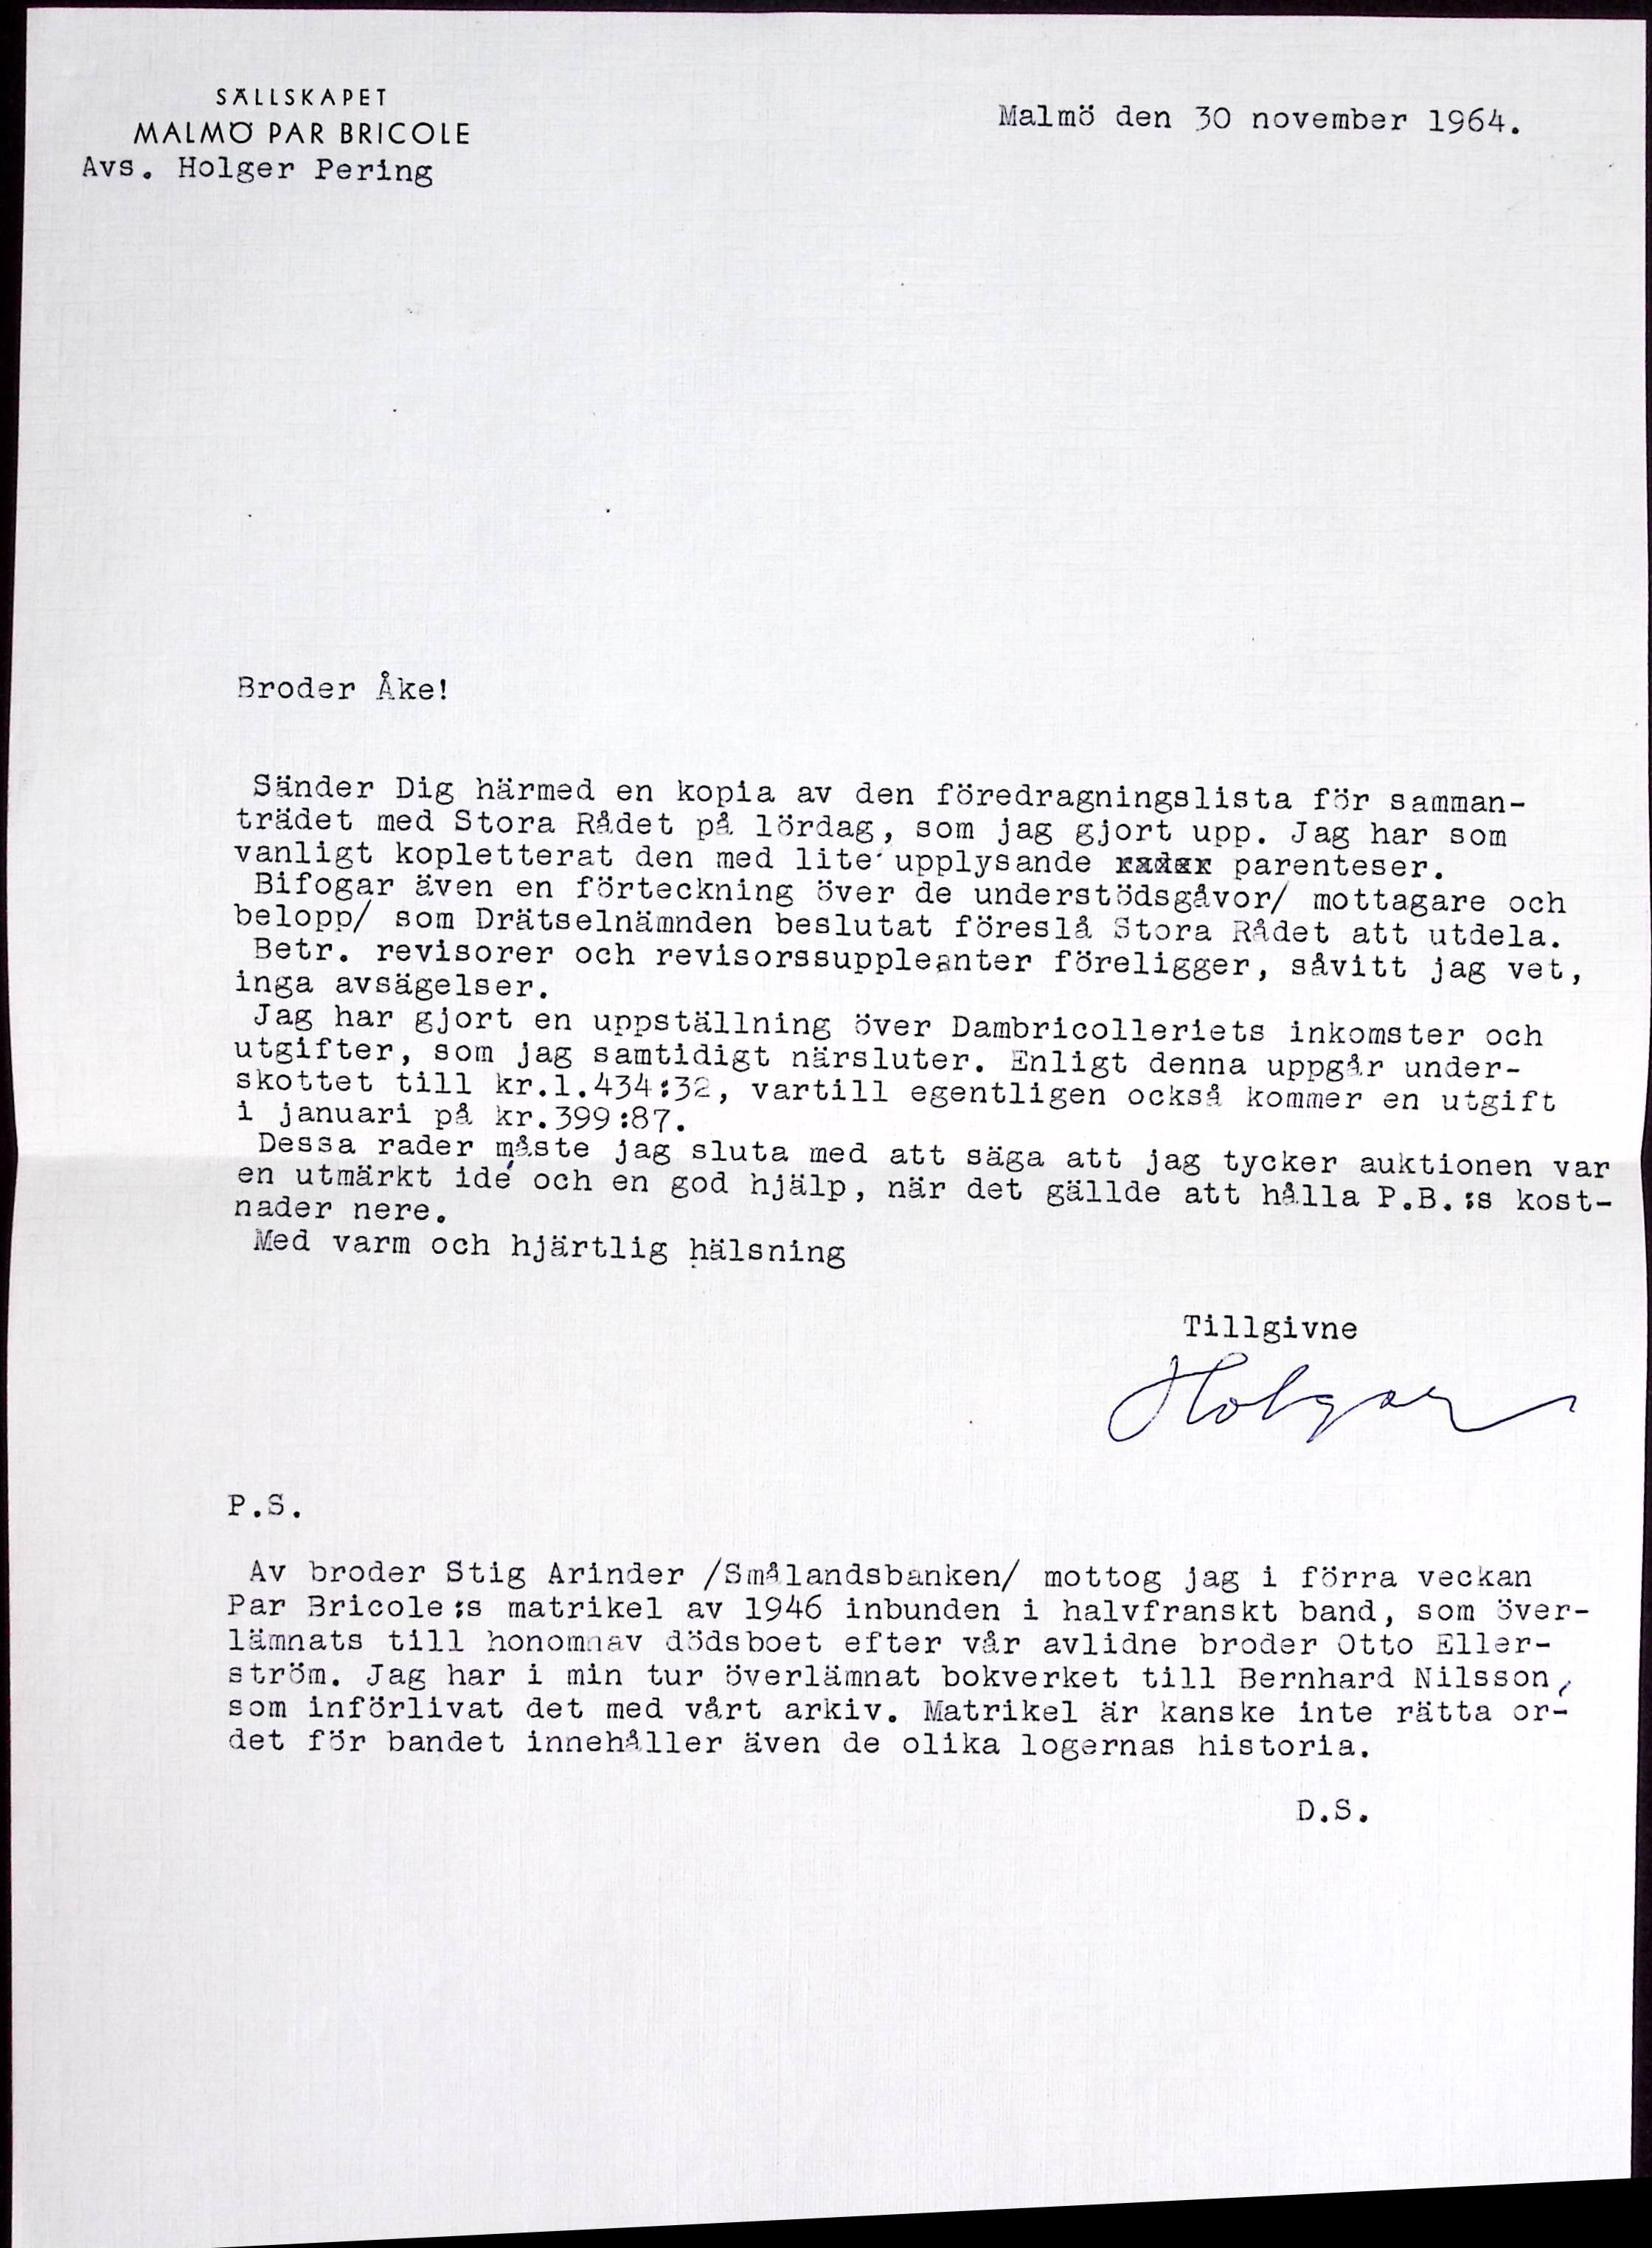 SÄLLSKAPET
MALMÖ PAR BRICOLE
Avs. Holger Pering
Malmö den 30 november 1964.
Broder Åke!
Sänder Dig härmed en kopia av den föredragningslista för samman-
trädet med Stora Rådet på lördag, som jag gjort upp. Jag har som
vanligt kopletterat den med lite upplysande parenteser.
Bifogar även en förteckning över de understödsgåvor/ mottagare och
belopp/ som Drätselnämnden beslutat föreslå Stora Rådet att utdela.
Betr. revisorer och revisorssuppleanter föreligger, såvitt jag vet,
inga avsägelser.
Jag har gjort en uppställning över Dambricolleriets inkomster och
utgifter, som jag samtidigt närsluter. Enligt denna uppgår under-
skottet till kr.1.434:32, vartill egentligen också kommer en utgift
i januari på kr.399:87.
Dessa rader måste jag sluta med att säga att jag tycker auktionen var
en utmärkt idé och en god hjälp, när det gällde att hålla P.B.:s kost-
nader nere.
Med varm och hjärtlig hälsning
Tillgivne
Holger
P.S.
Av broder Stig Arinder /Smålandsbanken/ mottog jag i förra veckan
Par Bricole:s matrikel av 1946 inbunden i halvfranskt band, som över-
lämnats till honomnav dödsboet efter vår avlidne broder Otto Eller-
ström. Jag har i min tur överlämnat bokverket till Bernhard Nilsson,
som införlivat det med vårt arkiv. Matrikel är kanske inte rätta or-
det för bandet innehåller även de olika logernas historia.
D.S.